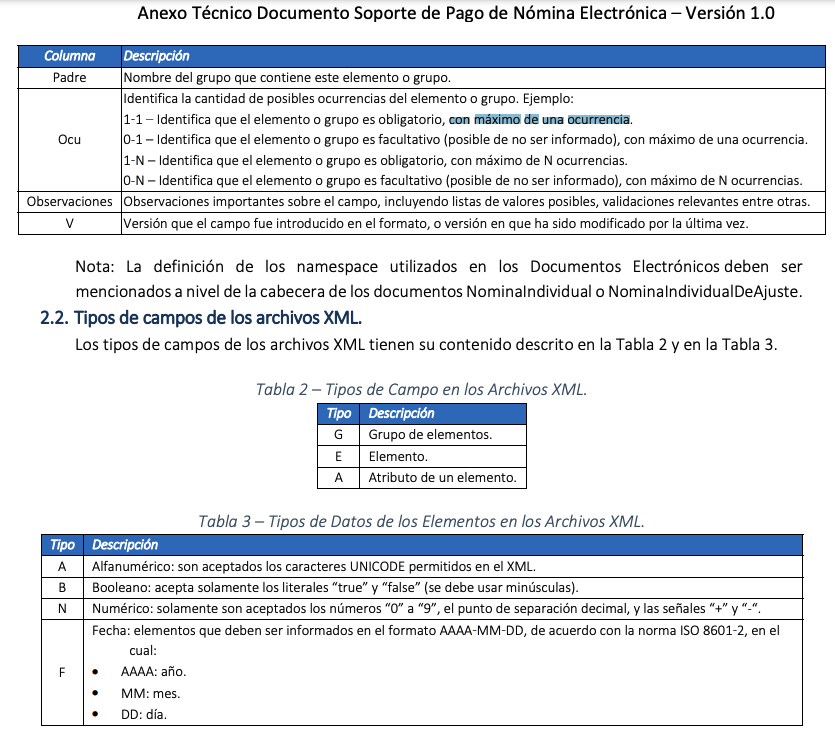 Anexo Técnico Documento Soporte de Pago de Nómina Electrónica – Versión 1.0
Columna Descripción
Padre Nombre del grupo que contiene este elemento o grupo.
Identifica la cantidad de posibles ocurrencias del elemento o grupo. Ejemplo:
1-1 – Identifica que el elemento o grupo es obligatorio, con máximo de una ocurrencia.
Ocu 0-1 – Identifica que el elemento o grupo es facultativo (posible de no ser informado), con máximo de una ocurrencia.
1-N – Identifica que el elemento o grupo es obligatorio, con máximo de N ocurrencias.
0-N – Identifica que el elemento o grupo es facultativo (posible de no ser informado), con máximo de N ocurrencias.
Observaciones Observaciones importantes sobre el campo, incluyendo listas de valores posibles, validaciones relevantes entre otras.
V Versión que el campo fue introducido en el formato, o versión en que ha sido modificado por la última vez.
Nota: La definición de los namespace utilizados en los Documentos Electrónicos deben ser
mencionados a nivel de la cabecera de los documentos NominaIndividual o NominaIndividualDeAjuste.
2.2. Tipos de campos de los archivos XML.
Los tipos de campos de los archivos XML tienen su contenido descrito en la Tabla 2 y en la Tabla 3.
Tabla 2 – Tipos de Campo en los Archivos XML.
Tipo Descripción
G Grupo de elementos.
E Elemento.
A Atributo de un elemento.
Tabla 3 – Tipos de Datos de los Elementos en los Archivos XML.
Tipo Descripción
A Alfanumérico: son aceptados los caracteres UNICODE permitidos en el XML.
B Booleano: acepta solamente los literales “true” y “false” (se debe usar minúsculas).
N Numérico: solamente son aceptados los números “0” a “9”, el punto de separación decimal, y las señales “+” y “-“.
Fecha: elementos que deben ser informados en el formato AAAA-MM-DD, de acuerdo con la norma ISO 8601-2, en el
cual:
F • AAAA: año.
• MM: mes.
• DD: día.